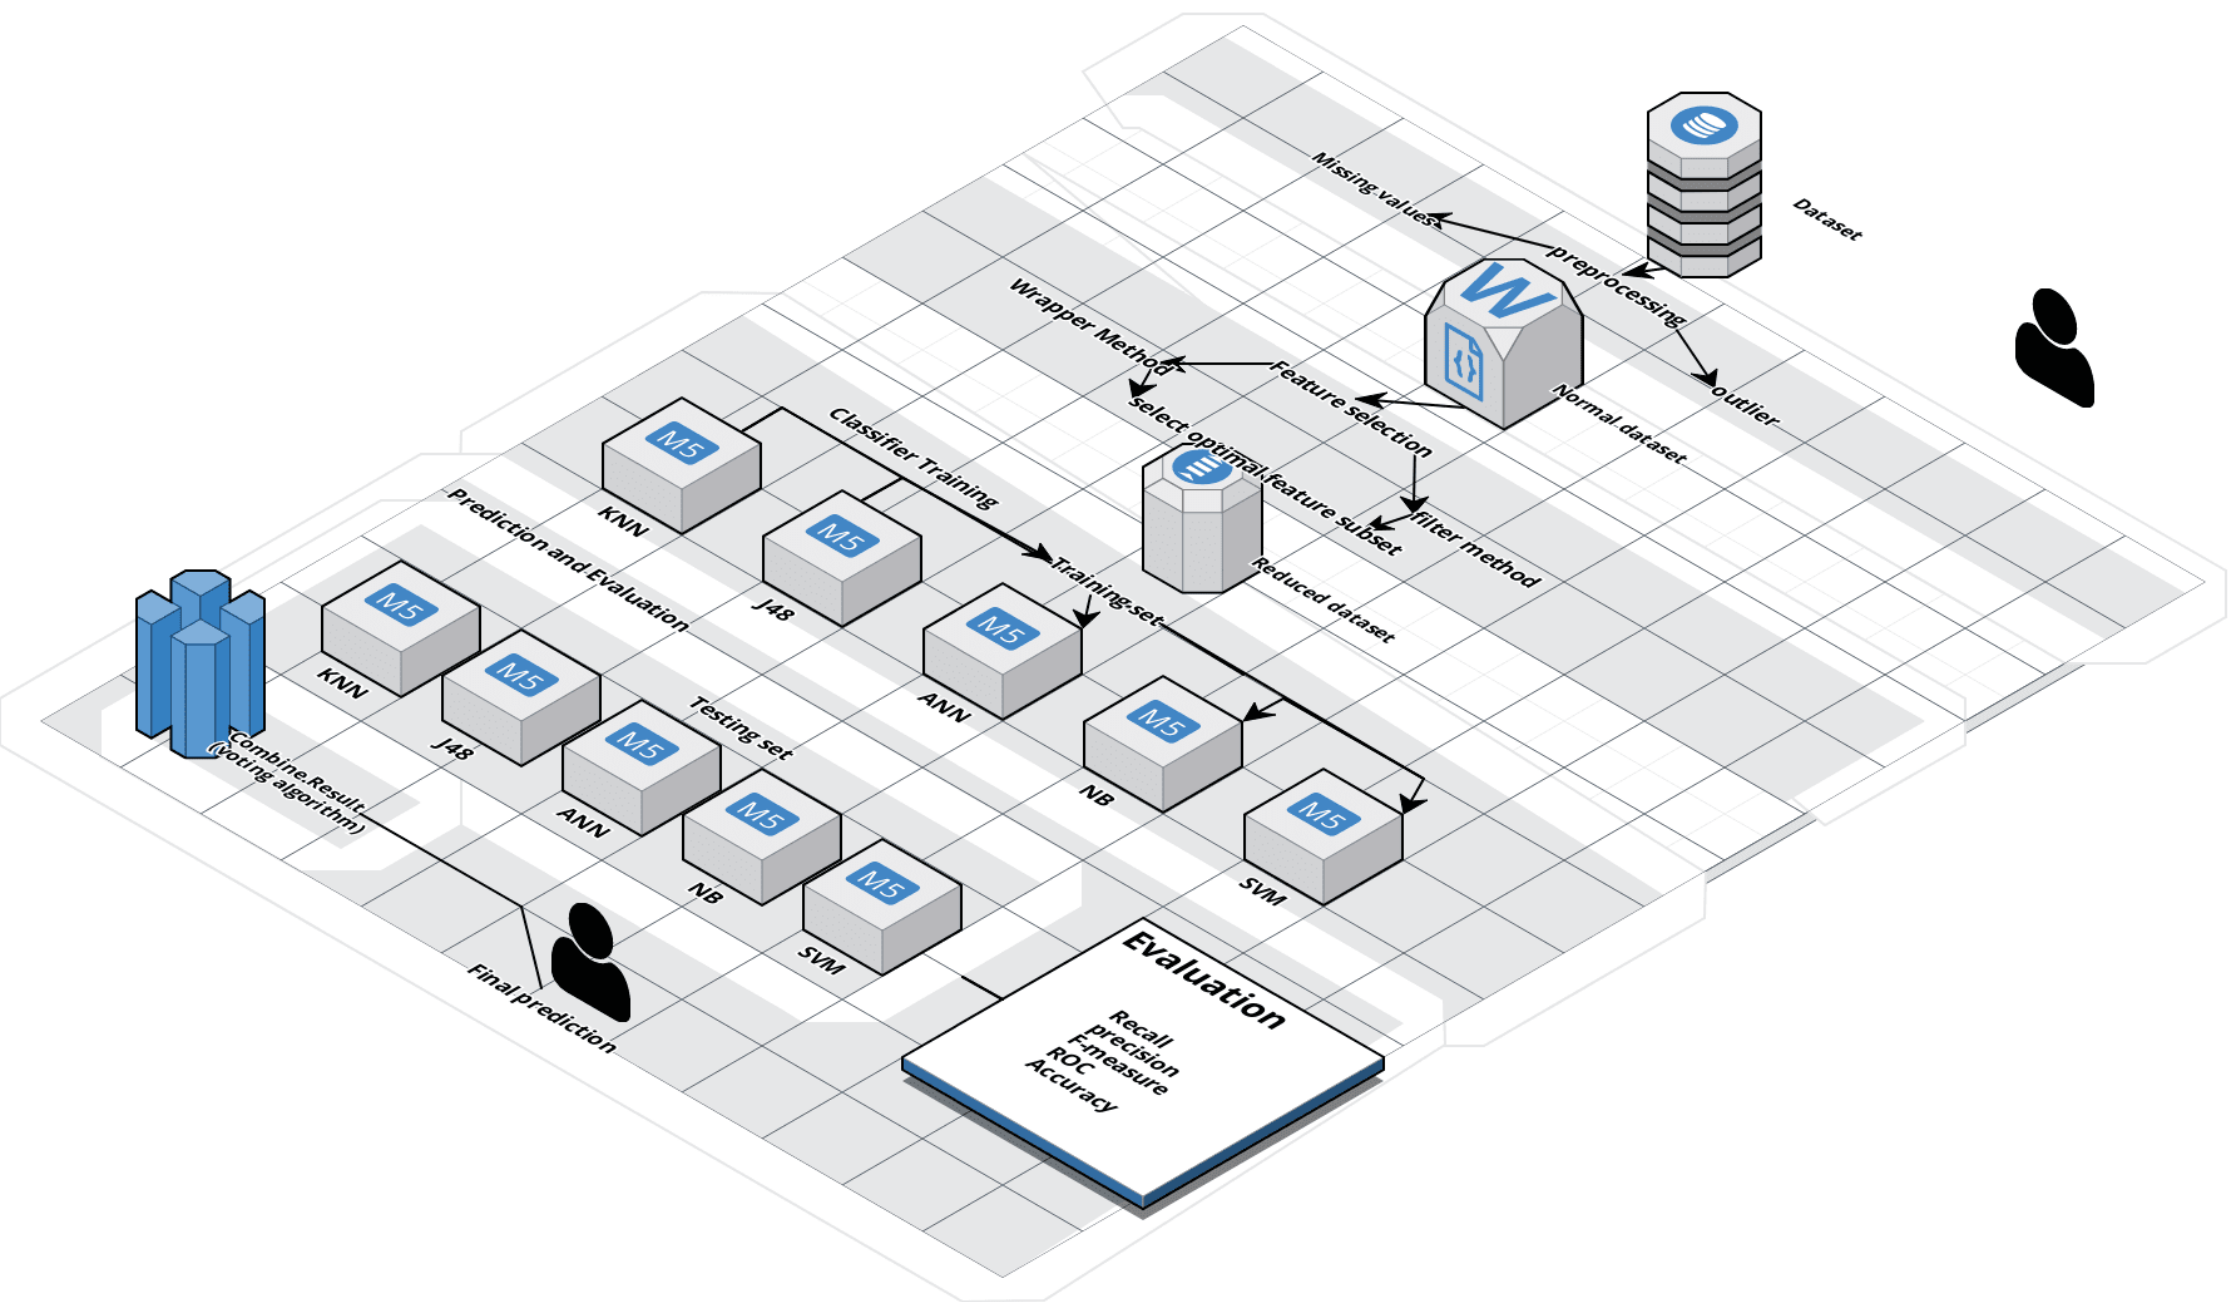 Dataset
Missing values
preprocessing
outlier
W
{}
Normal dataset
Wrapper Method
Feature selection
filter method
select optimal feature subset
Reduced dataset
Classifier Training
Training set
M5
KNN
M5
J48
M5
ANN
M5
NB
M5
SVM
Prediction and Evaluation
Testing set
M5
KNN
M5
J48
M5
ANN
M5
NB
M5
SVM
Combine Result
(voting algorithm)
Final prediction
Evaluation
Recall
precision
F-measure
ROC
Accuracy